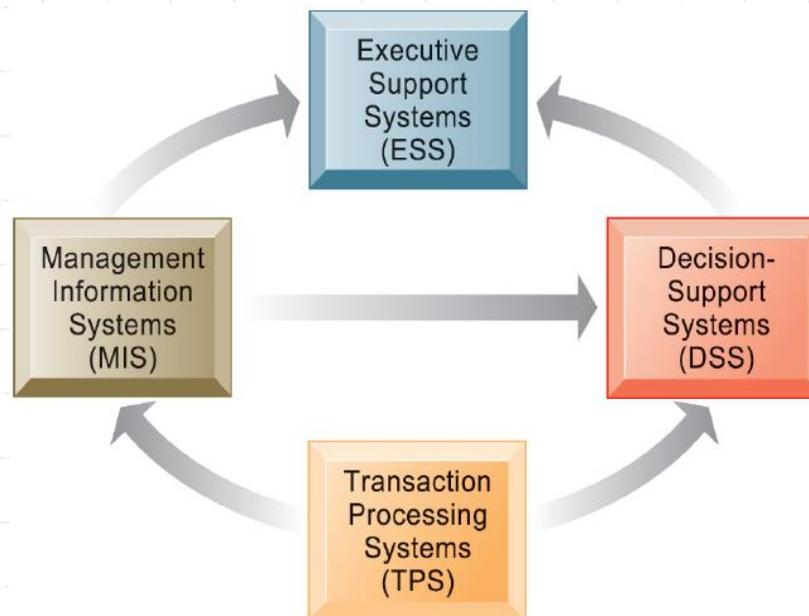 Executive
Support
Systems
(ESS)
Management
Information
Systems
(MIS)
Decision-
Support
Systems
(DSS)
Transaction
Processing
Systems
(TPS)